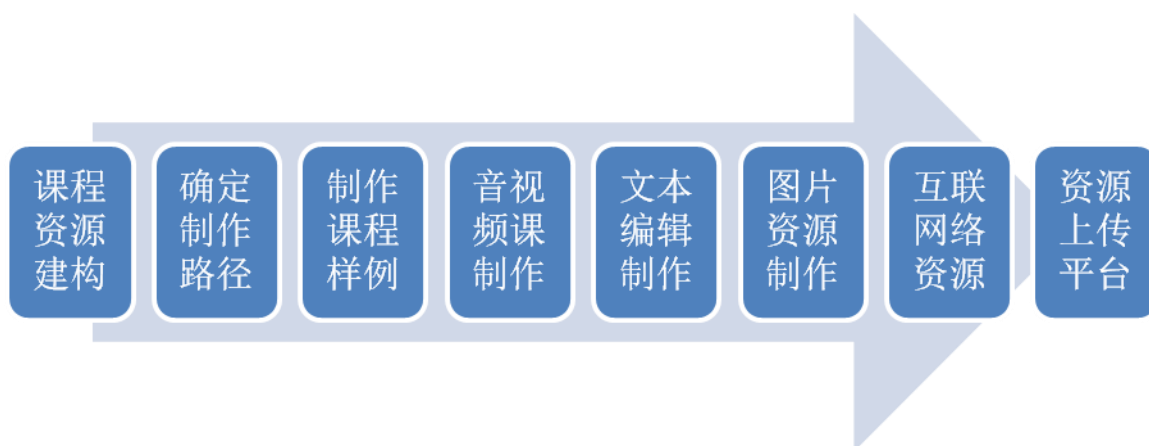 课程
资源
建构
确定
制作
路径
制作
课程
样例
音视
频课
制作
文本
编辑
制作
图片
资源
制作
互联
网络
资源
资源
上传
平台